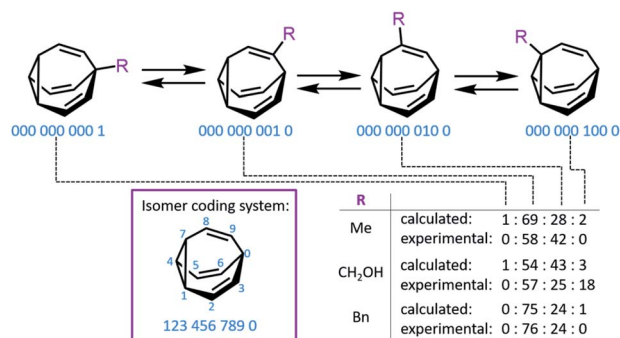 R
R
R
R
000 000 000 1
000 000 001 0
000 000 010 0
000 000 100 0
Isomer coding system:
8
9
7
0
4
5
6
3
1
2
123 456 789 0
R
Me
calculated: 1 : 69 : 28 : 2
experimental: 0 : 58 : 42 : 0
CH₂OH
calculated: 1 : 54 : 43 : 3
experimental: 0 : 57 : 25 : 18
Bn
calculated: 0 : 75 : 24 : 1
experimental: 0 : 76 : 24 : 0